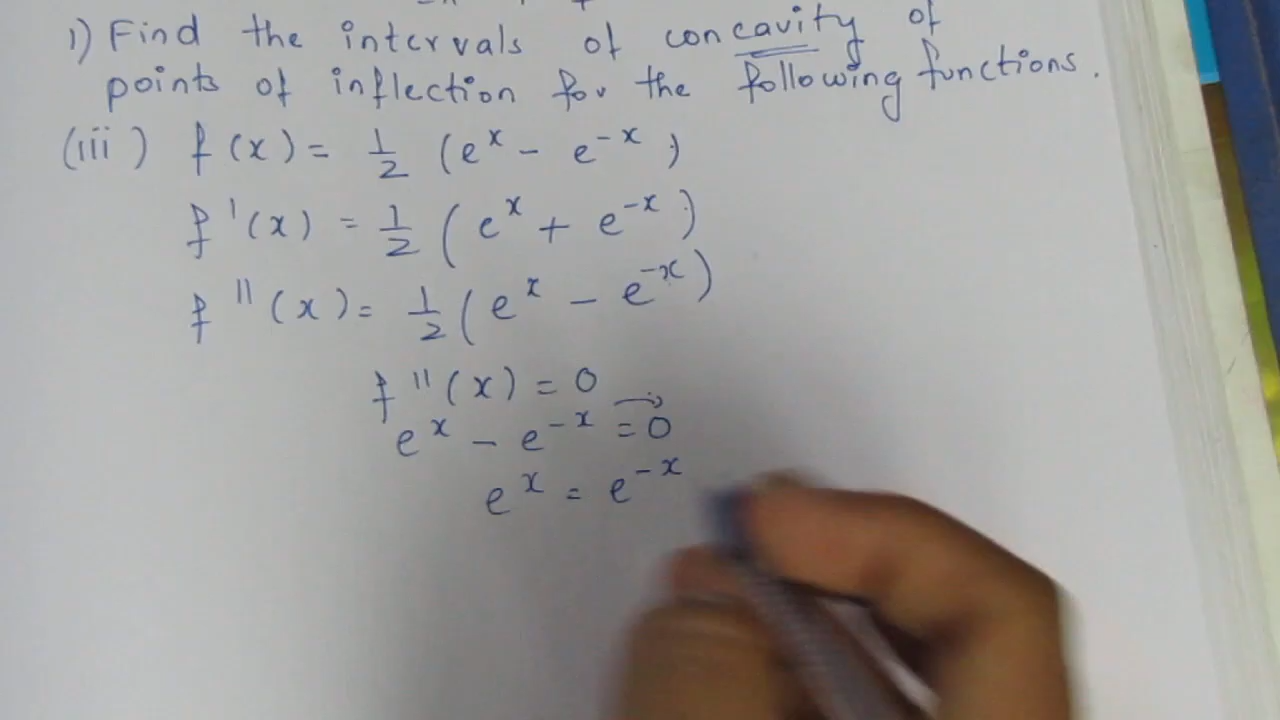 1) Find the intervals of concavity of
points of inflection for the following functions.
(iii) f(x) = 1/2 (e^x - e^-x)
f'(x) = 1/2 (e^x + e^-x)
f''(x) = 1/2 (e^x - e^-x)
f''(x) = 0
e^x - e^-x = 0
e^x = e^-x